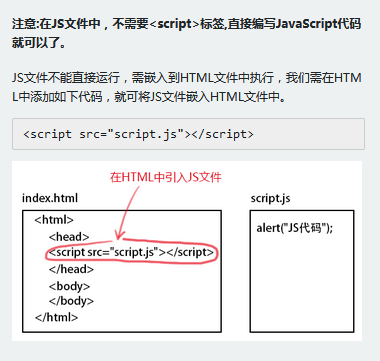 注意:在JS文件中，不需要<script>标签,直接编写JavaScript代码
就可以了。
JS文件不能直接运行，需嵌入到HTML文件中执行，我们需在HTM
L中添加如下代码，就可将JS文件嵌入HTML文件中。
<script src="script.js"></script>
在HTML中引入JS文件
index.html
<html>
<head>
<script src="script.js"></script>
</head>
<body>
</body>
</html>
script.js
alert("JS代码");